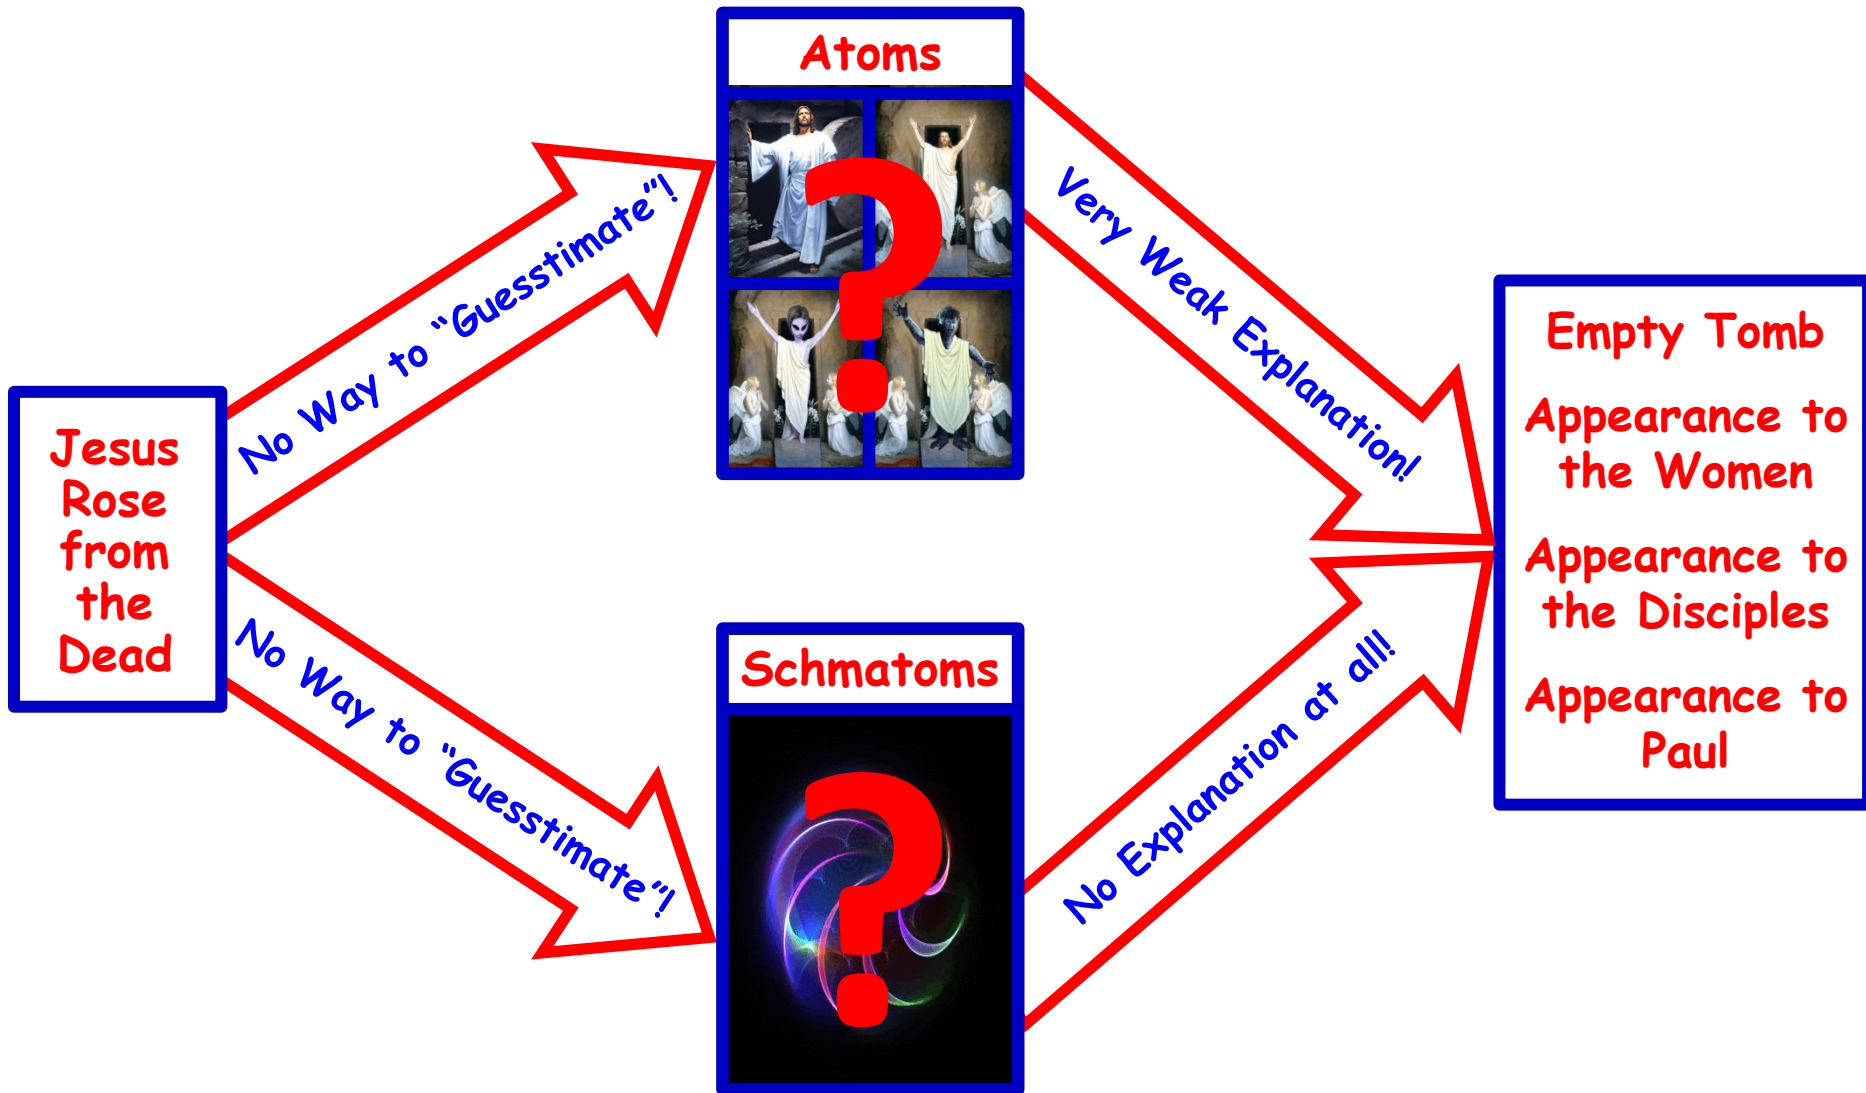 Jesus
Rose
from
the
Dead
No Way to “Guesstimate”!
No Way to “Guesstimate”!
Atoms
?
Schmatoms
?
Very Weak Explanation!
No Explanation at all!
Empty Tomb
Appearance to
the Women
Appearance to
the Disciples
Appearance to
Paul